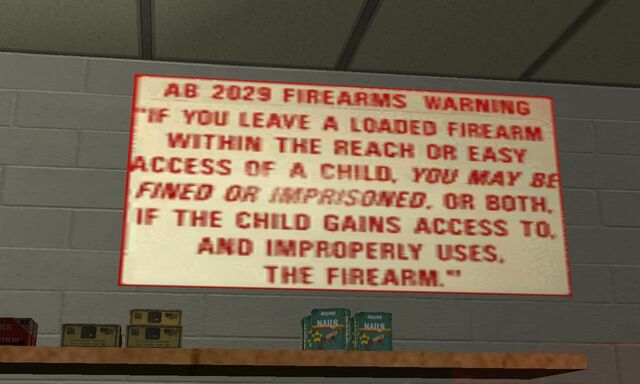 AB 2029 FIREARMS WARNING
"IF YOU LEAVE A LOADED FIREARM
WITHIN THE REACH OR EASY
ACCESS OF A CHILD, YOU MAY BE
FINED OR IMPRISONED, OR BOTH,
IF THE CHILD GAINS ACCESS TO,
AND IMPROPERLY USES,
THE FIREARM.""
NAILS
NAILS